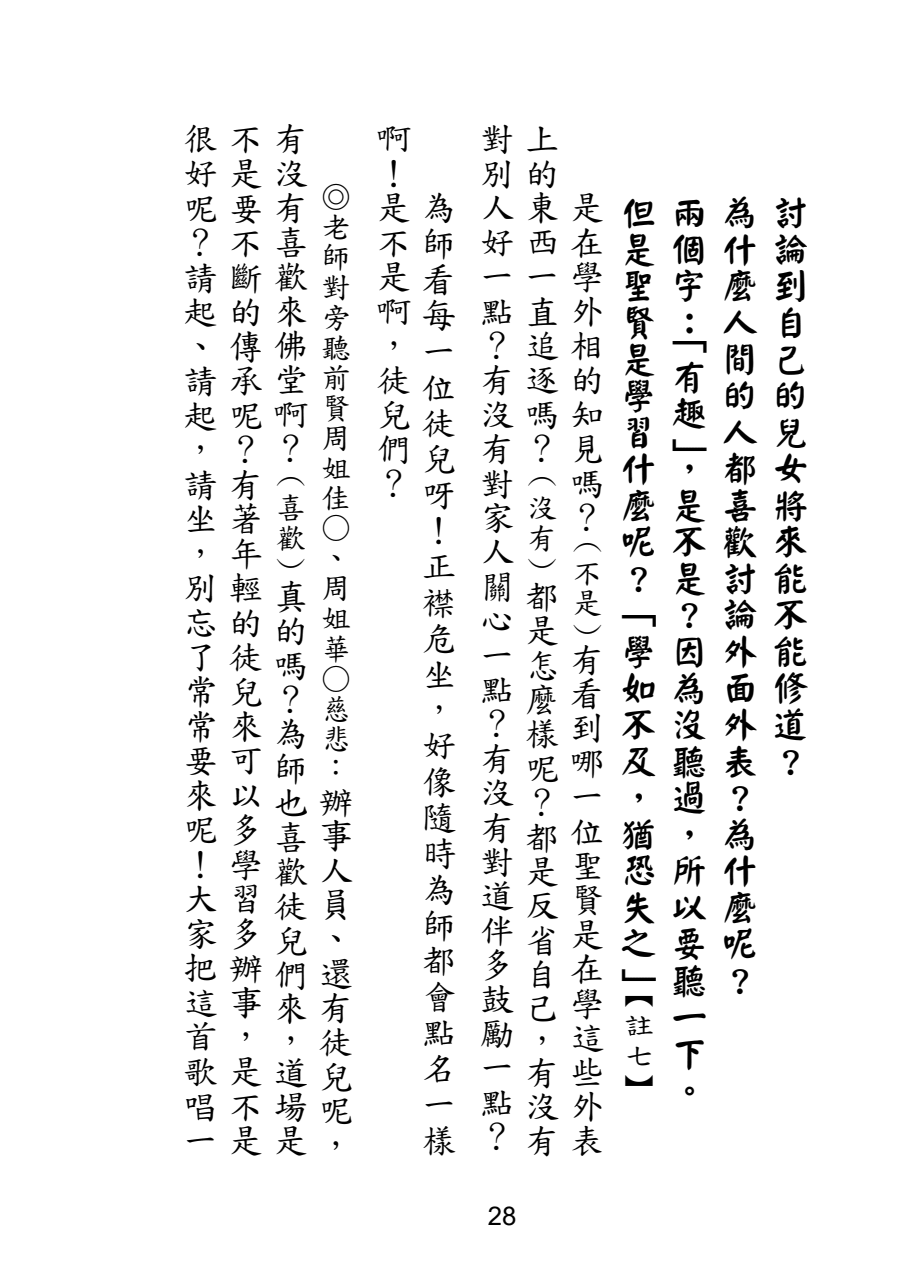 討論到自己的兒女將來能不能修道？
為什麼人間的人都喜歡討論外面外表？為什麼呢？
兩個字：「有趣」，是不是？因為沒聽過，所以要聽一下。
但是聖賢是學習什麼呢？「學如不及，猶恐失之」【註七】
是在學外相的知見嗎？（不是）有看到哪一位聖賢是在學這些外表
上的東西一直追逐嗎？（沒有）都是怎麼樣呢？都是反省自己，有沒有
對別人好一點？有沒有對家人關心一點？有沒有對道伴多鼓勵一點？
為師看每一位徒兒呀！正襟危坐，好像隨時為師都會點名一樣
啊！是不是啊，徒兒們？
◎老師對旁聽前賢周姐佳○、周姐華○慈悲：辦事人員、還有徒兒呢，
有沒有喜歡來佛堂啊？（喜歡）真的嗎？為師也喜歡徒兒們來，道場是
不是要不斷的傳承呢？有著年輕的徒兒來可以多學習多辦事，是不是
很好呢？請起、請起，請坐，別忘了常常要來呢！大家把這首歌唱一
28